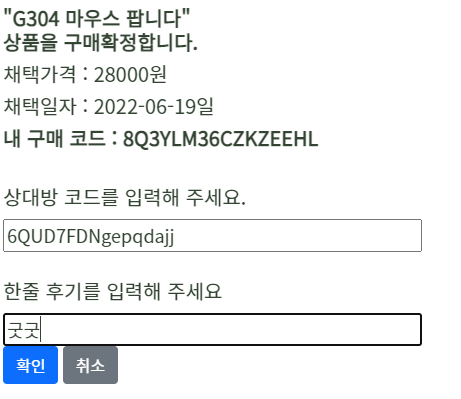 "G304 마우스 팝니다"
상품을 구매확정합니다.
채택가격 : 28000원
채택일자 : 2022-06-19일
내 구매 코드 : 8Q3YLM36CZKZEEHL
상대방 코드를 입력해 주세요.
6QUD7FDNgepqdajj
한줄 후기를 입력해 주세요
굿굿
확인 취소